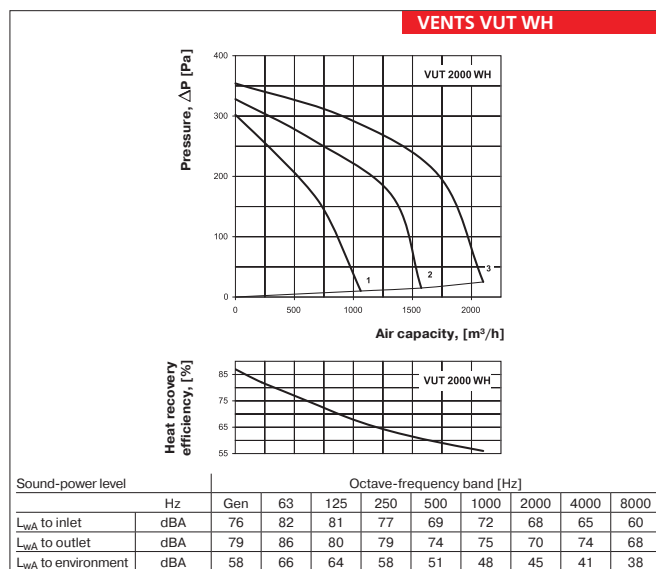 VENTS VUT WH
400
VUT 2000 WH
Pressure, △P [Pa]
300
200
100
0
1
2
3
0 500 1000 1500 2000
Air capacity, [m³/h]
Heat recovery
efficiency, [%]
85
VUT 2000 WH
75
65
55
Sound-power level Octave-frequency band [Hz]
Hz Gen 63 125 250 500 1000 2000 4000 8000
LwA to inlet dBA 76 82 81 77 69 72 68 65 60
LwA to outlet dBA 79 86 80 79 74 75 70 74 68
LwA to environment dBA 58 66 64 58 51 48 45 41 38